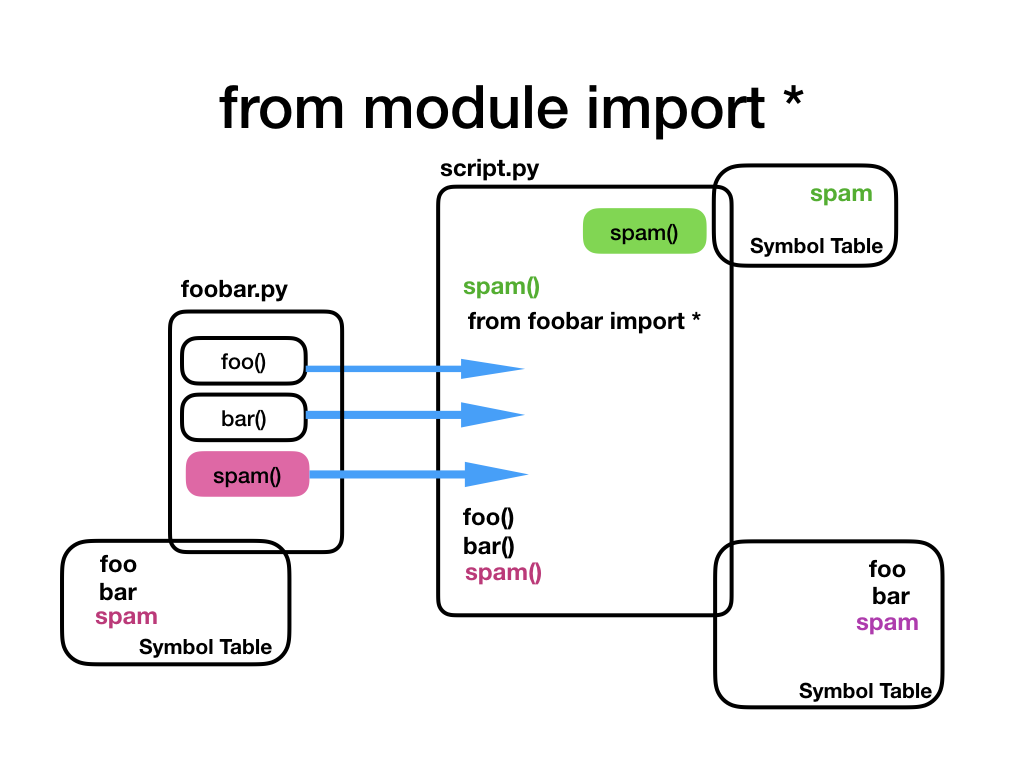 from module import *
script.py
spam
spam()
Symbol Table
spam()
foobar.py
from foobar import *
foo()
bar()
spam()
foo()
bar()
spam()
foo
bar
spam
Symbol Table
foo
bar
spam
Symbol Table